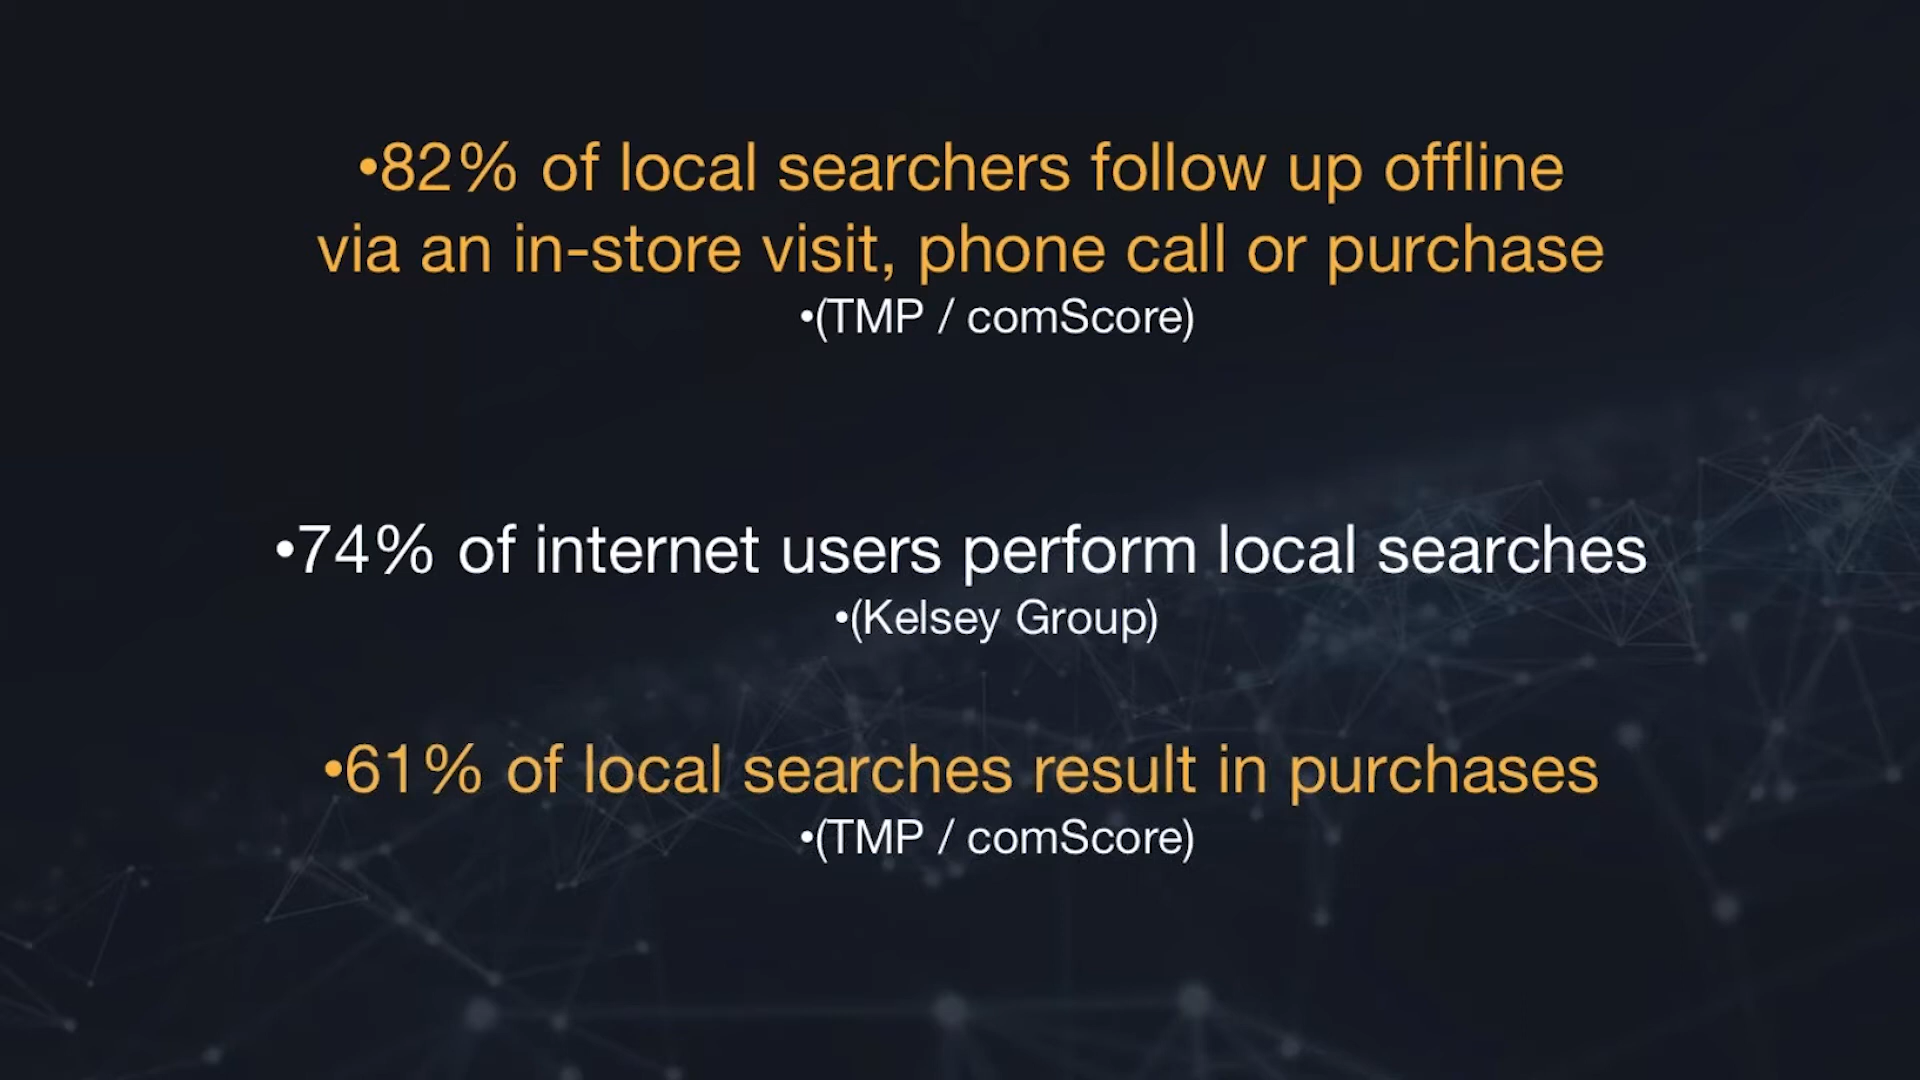 •82% of local searchers follow up offline
via an in-store visit, phone call or purchase
•(TMP / comScore)
•74% of internet users perform local searches
•(Kelsey Group)
•61% of local searches result in purchases
•(TMP / comScore)